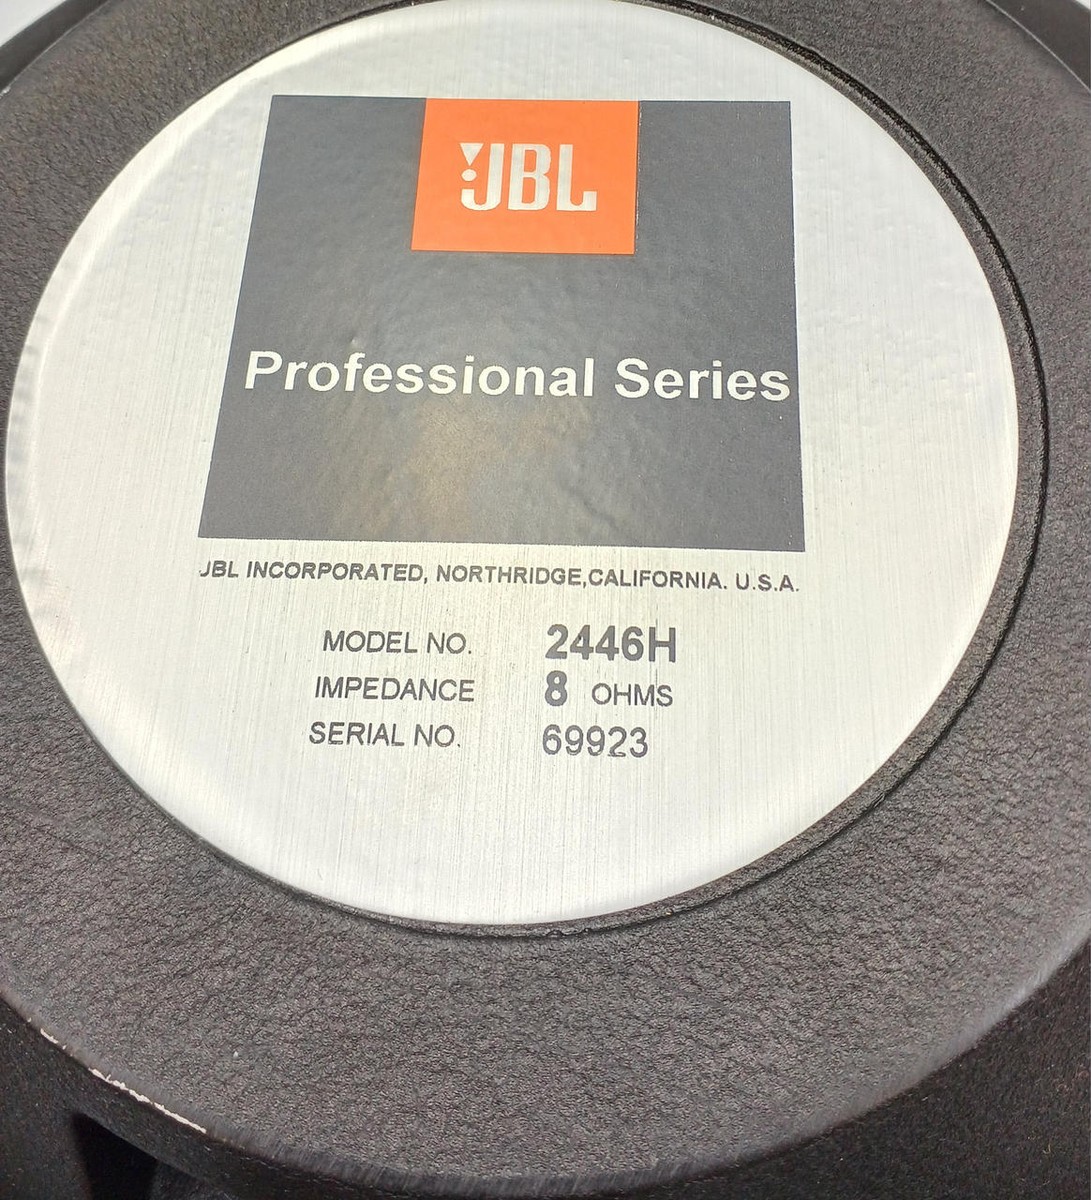 JBL
Professional Series
JBL INCORPORATED, NORTHRIDGE,CALIFORNIA. U.S.A.
MODEL NO. 2446H
IMPEDANCE 8 OHMS
SERIAL NO. 69923